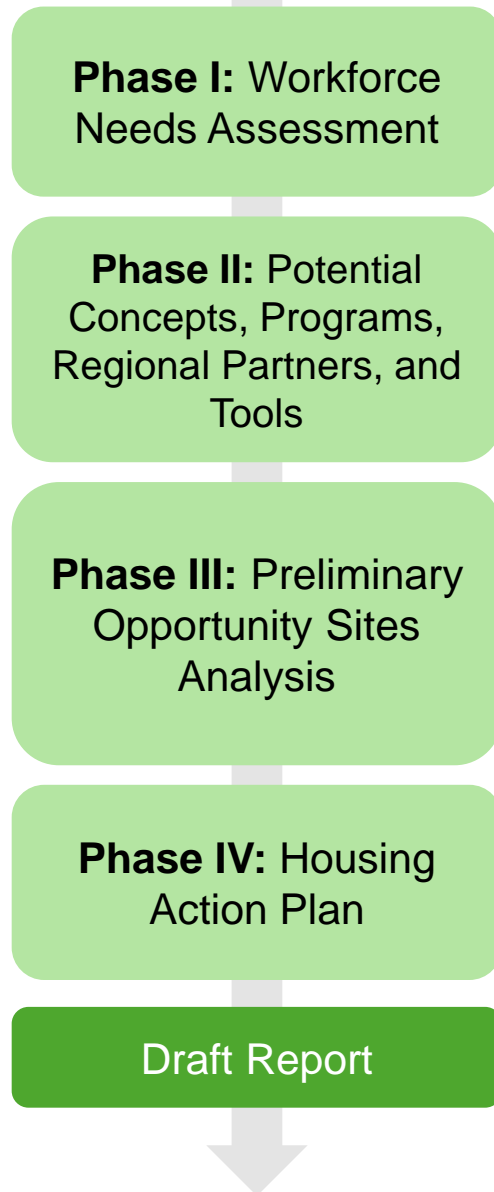 Phase I: Workforce
Needs Assessment
Phase II: Potential
Concepts, Programs,
Regional Partners, and
Tools
Phase III: Preliminary
Opportunity Sites
Analysis
Phase IV: Housing
Action Plan
Draft Report